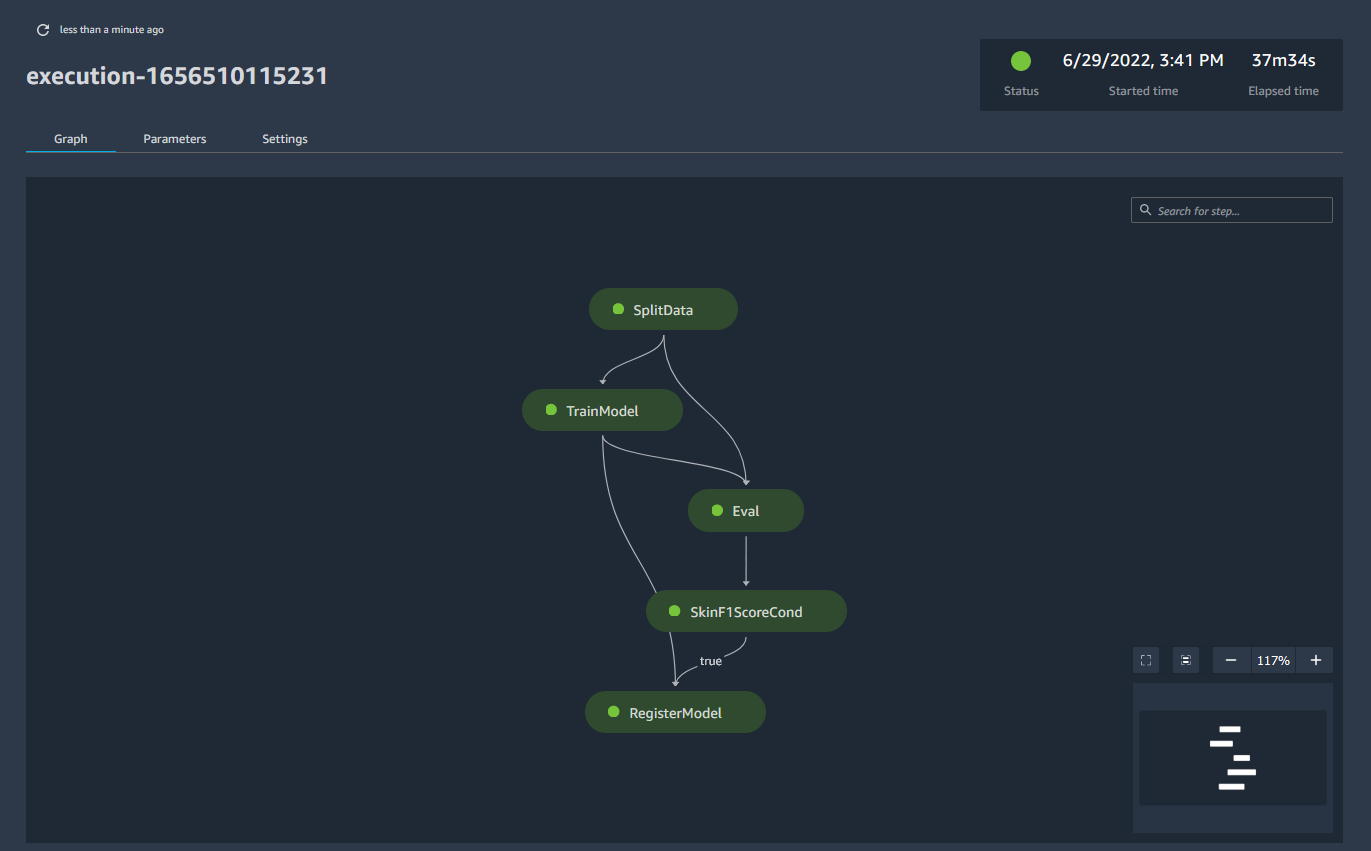 less than a minute ago
execution-1656510115231
6/29/2022, 3:41 PM 37m34s
Status Started time Elapsed time
Graph Parameters Settings
Search for step...
SplitData
TrainModel
Eval
SkinF1ScoreCond
true
117%
RegisterModel